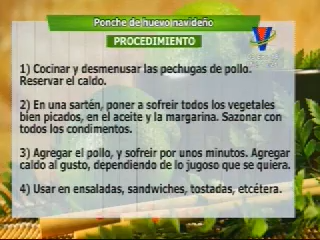 Ponche de huevo navideño
PROCEDIMIENTO
1) Cocinar y desmenusar las pechugas de pollo.
Reservar el caldo.
2) En una sartén, poner a sofreír todos los vegetales
bien picados, en el aceite y la margarina. Sazonar con
todos los condimentos.
3) Agregar el pollo, y sofreir por unos minutos. Agregar
caldo al gusto, dependiendo de lo jugoso que se quiera.
4) Usar en ensaladas, sandwiches, tostadas, etcétera.